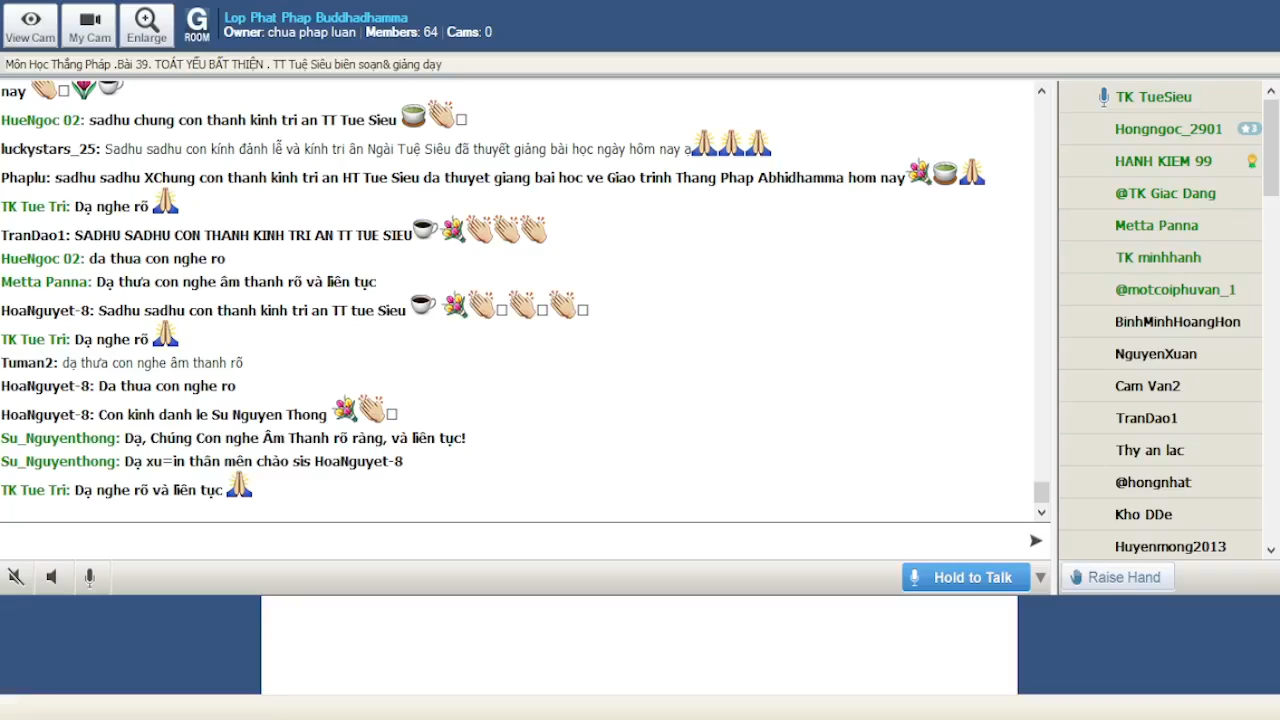 View Cam
My Cam
Enlarge
G
ROOM
Lop Phat Phap Buddhadhamma
Owner: chua phap luan | Members: 64 | Cams: 0
Môn Học Thắng Pháp .Bài 39. TOÁT YẾU BẤT THIỆN . TT Tuệ Siêu biên soạn& giảng dạy
nay
HueNgoc 02: sadhu chung con thanh kinh tri an TT Tue Sieu
luckystars_25: Sadhu sadhu con kính đảnh lễ và kính tri ân Ngài Tuệ Siêu đã thuyết giảng bài học ngày hôm nay ạ
Phaplu: sadhu sadhu XChung con thanh kinh tri an HT Tue Sieu da thuyet giang bai hoc ve Giao trinh Thang Phap Abhidhamma hom nay
TK Tue Tri: Dạ nghe rõ
TranDao1: SADHU SADHU CON THANH KINH TRI AN TT TUE SIEU
HueNgoc 02: da thua con nghe ro
Metta Panna: Dạ thưa con nghe âm thanh rõ và liên tục
HoaNguyet-8: Sadhu sadhu con thanh kinh tri an TT tue Sieu
TK Tue Tri: Dạ nghe rõ
Tuman2: dạ thưa con nghe âm thanh rõ
HoaNguyet-8: Da thua con nghe ro
HoaNguyet-8: Con kinh danh le Su Nguyen Thong
Su_Nguyenthong: Dạ, Chúng Con nghe Âm Thanh rõ ràng, và liên tục!
Su_Nguyenthong: Dạ xu=in thân mên chào sis HoaNguyet-8
TK Tue Tri: Dạ nghe rõ và liên tục
TK TueSieu
Hongngoc_2901
3
HANH KIEM 99
@TK Giac Dang
Metta Panna
TK minhhanh
@motcoiphuvan_1
BinhMinhHoangHon
NguyenXuan
Cam Van2
TranDao1
Thy an lac
@hongnhat
Kho DDe
Huyenmong2013
Hold to Talk
Raise Hand